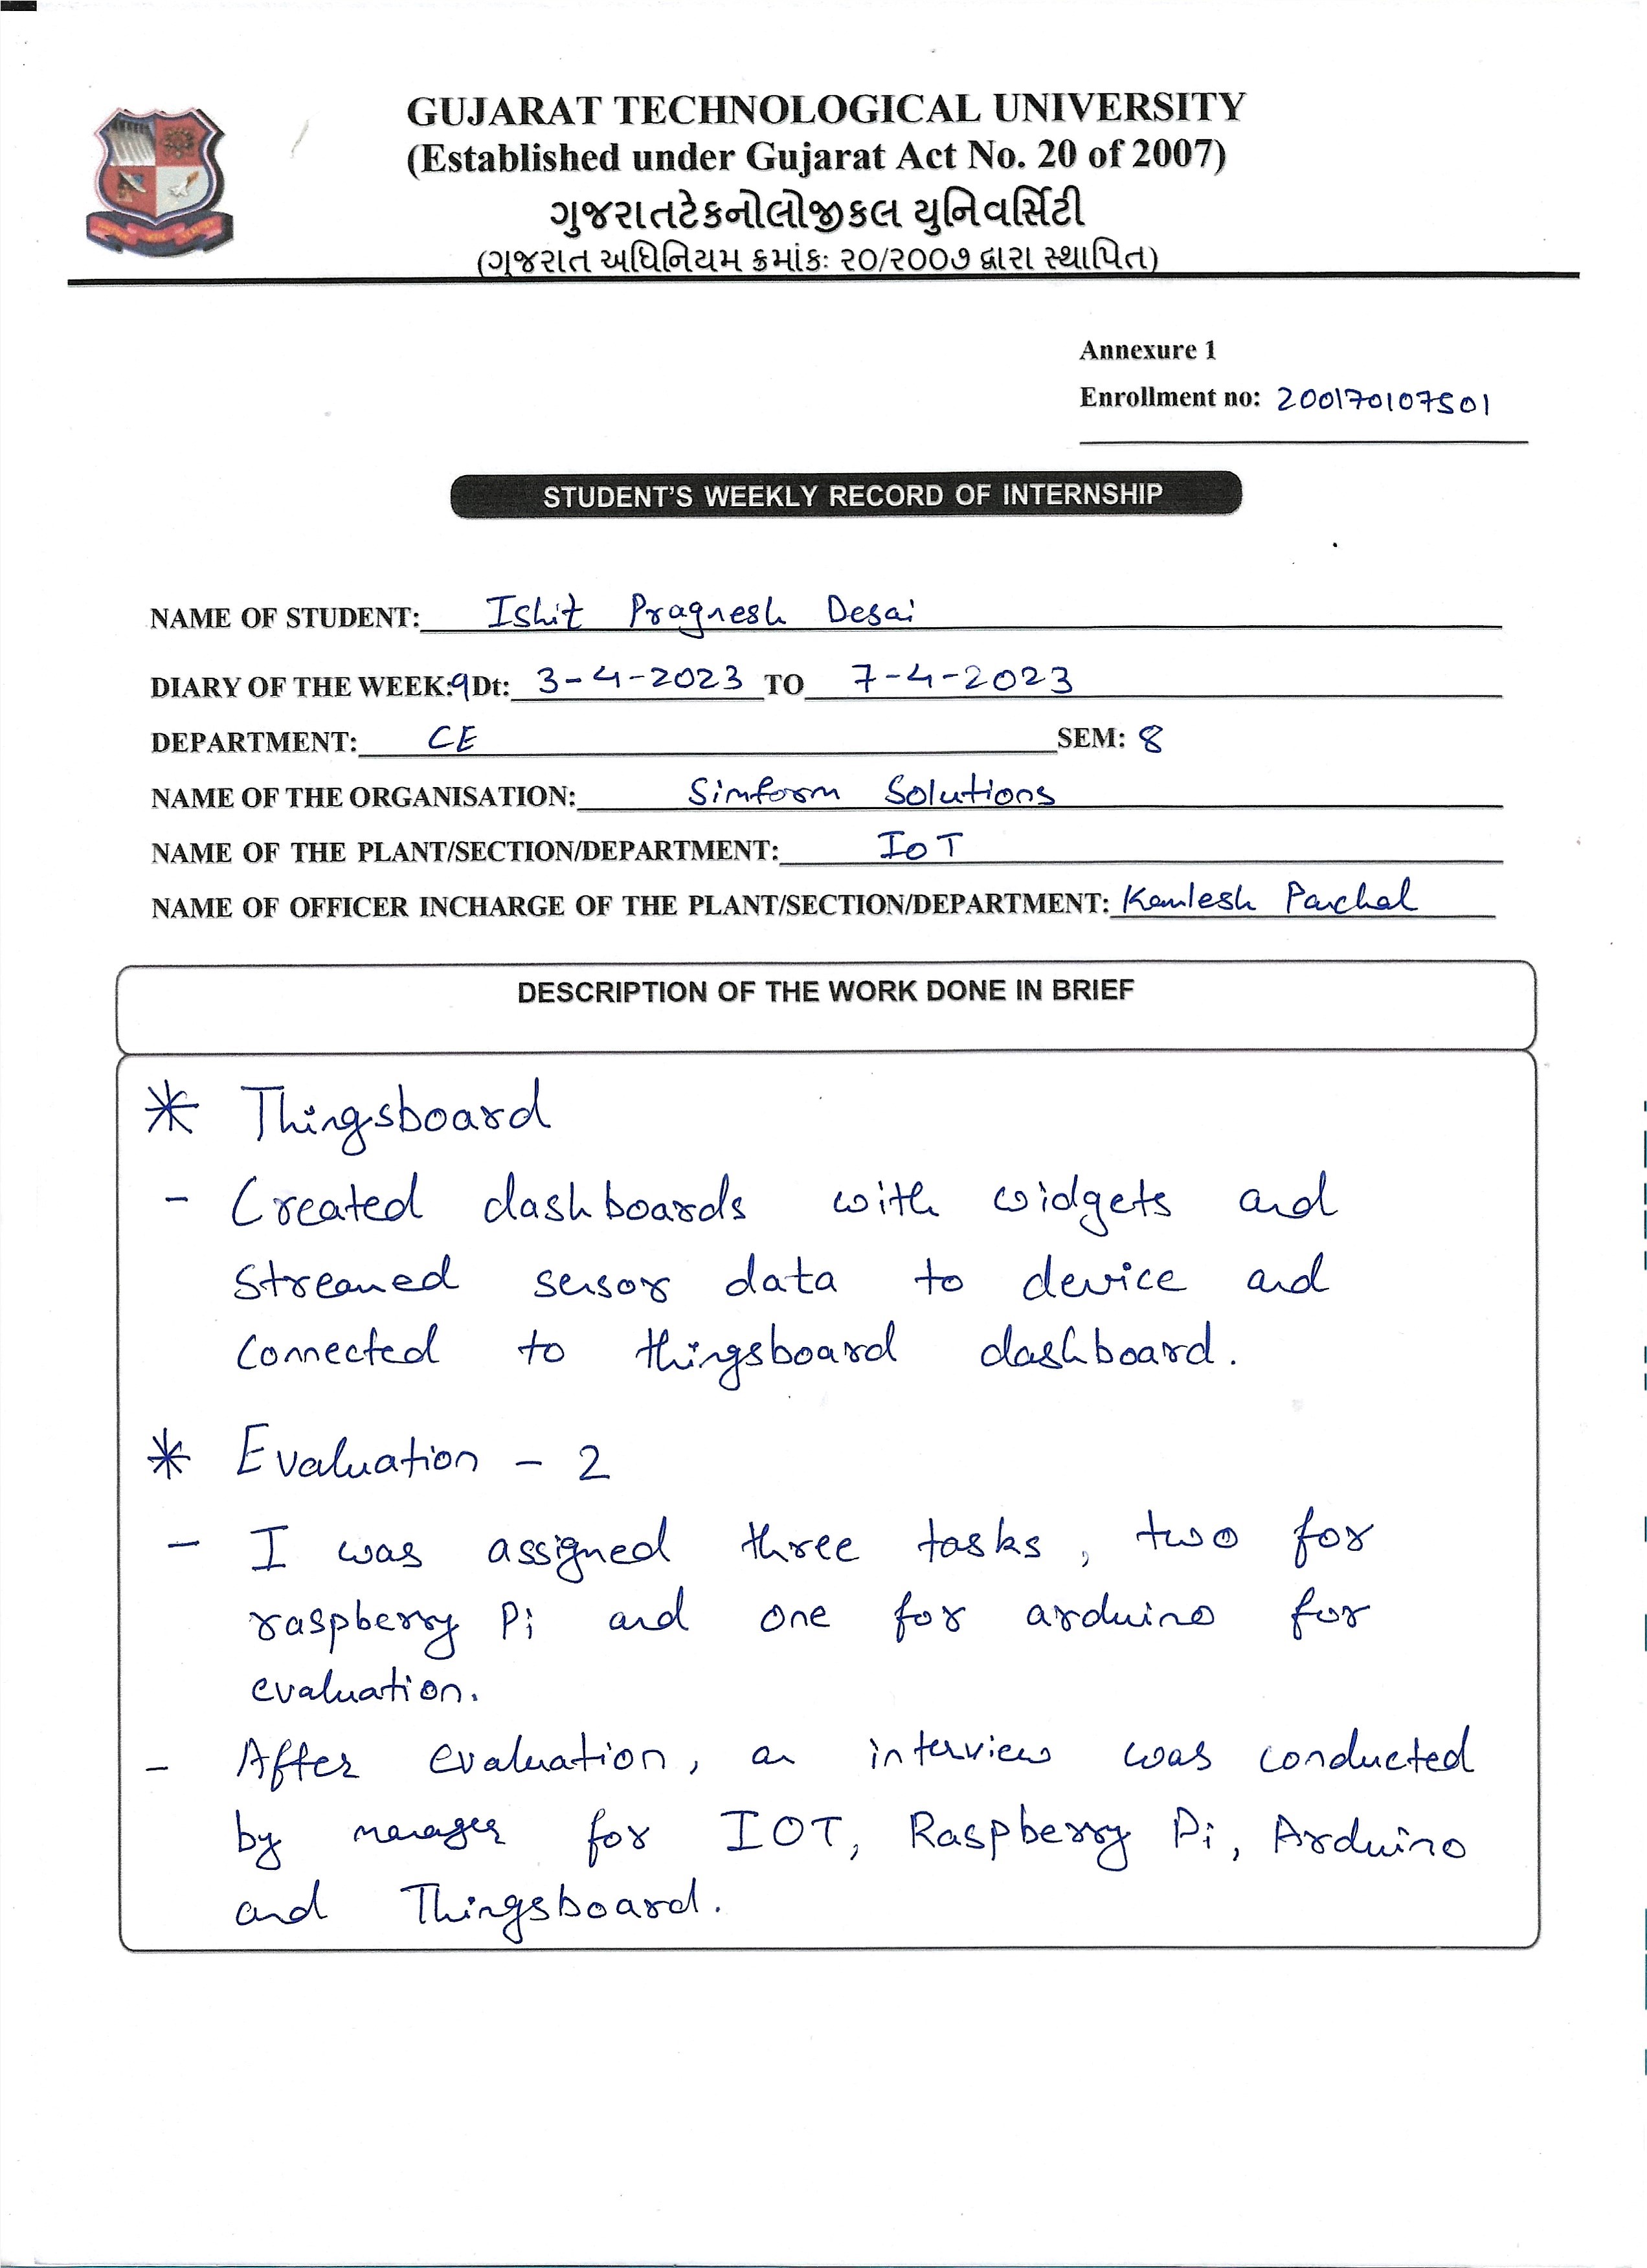 GUJARAT TECHNOLOGICAL UNIVERSITY
(Established under Gujarat Act No. 20 of 2007)
ગુજરાતટેકનોલોજીકલ યુનિવર્સિટી
(ગુજરાત અધિનિયમ ક્રમાંકઃ ૨૦/૨૦૦૭ દ્વારા સ્થાપિત)
Annexure 1
Enrollment no: 200170107501
STUDENT'S WEEKLY RECORD OF INTERNSHIP
NAME OF STUDENT: Ishit Pragnesh Desai
DIARY OF THE WEEK:9 Dt: 3-4-2023 TO 7-4-2023
DEPARTMENT: CE SEM: 8
NAME OF THE ORGANISATION: Simform Solutions
NAME OF THE PLANT/SECTION/DEPARTMENT: IoT
NAME OF OFFICER INCHARGE OF THE PLANT/SECTION/DEPARTMENT: Kamlesh Panchal
DESCRIPTION OF THE WORK DONE IN BRIEF
* Thingsboard
- Created dashboards with widgets and
Streamed sensor data to device and
connected to thingsboard dashboard.
* Evaluation - 2
- I was assigned three tasks, two for
raspberry Pi and one for arduino for
evaluation.
- After evaluation, an interview was conducted
by manager for IOT, Raspberry Pi, Arduino
and Thingsboard.